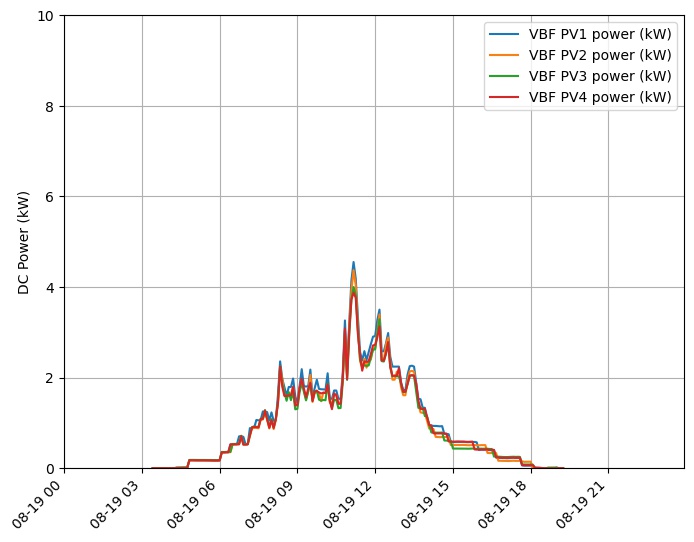 10
8
6
4
2
0
DC Power (kW)
VBF PV1 power (kW)
VBF PV2 power (kW)
VBF PV3 power (kW)
VBF PV4 power (kW)
08-19 00
08-19 03
08-19 06
08-19 09
08-19 12
08-19 15
08-19 18
08-19 21